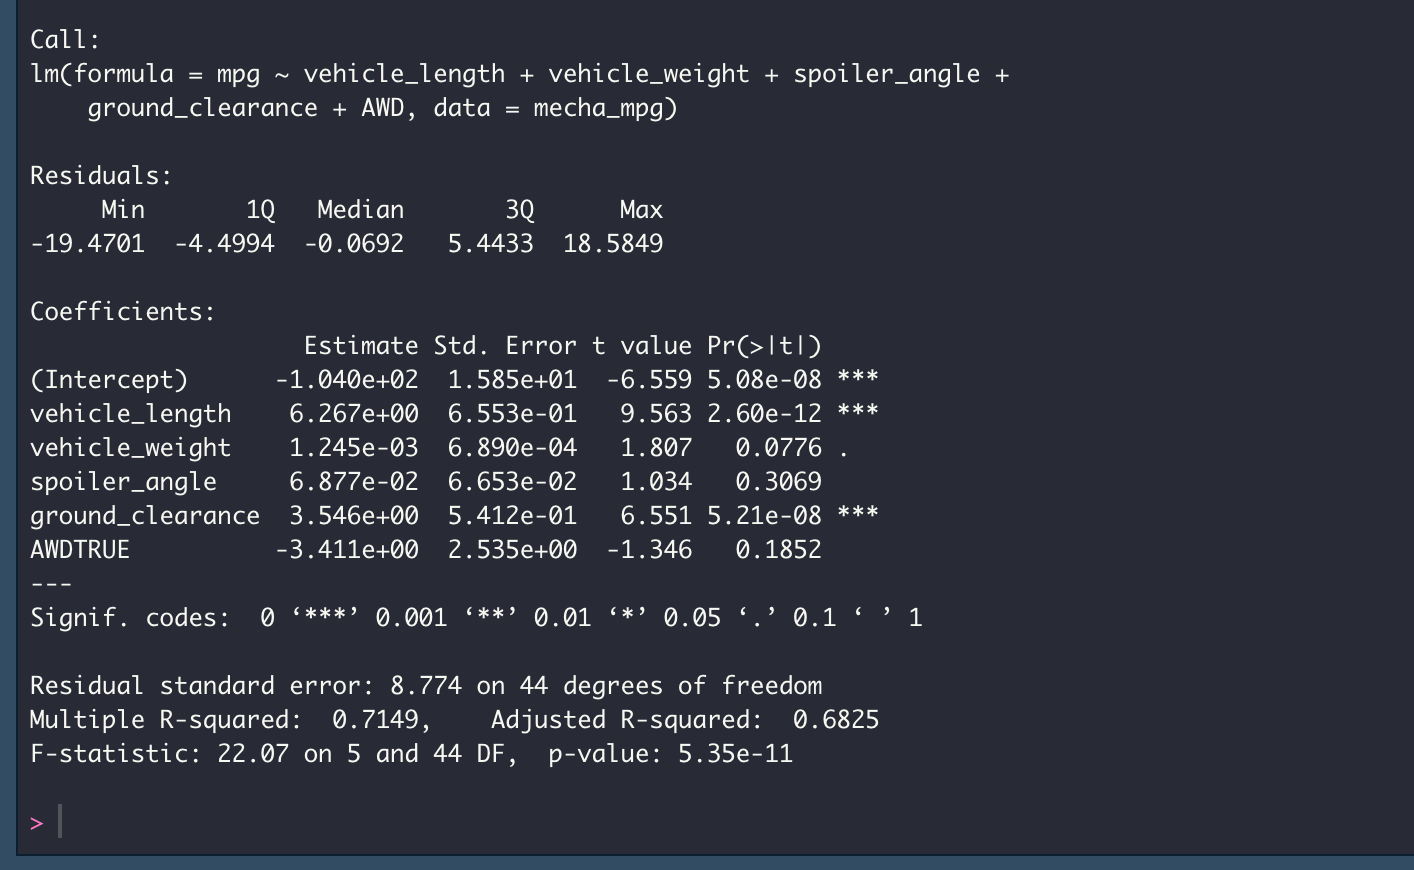 Call:
lm(formula = mpg ~ vehicle_length + vehicle_weight + spoiler_angle +
    ground_clearance + AWD, data = mecha_mpg)

Residuals:
     Min       1Q   Median       3Q      Max
-19.4701  -4.4994  -0.0692   5.4433  18.5849

Coefficients:
                   Estimate Std. Error t value Pr(>|t|)
(Intercept)      -1.040e+02  1.585e+01  -6.559 5.08e-08 ***
vehicle_length    6.267e+00  6.553e-01   9.563 2.60e-12 ***
vehicle_weight    1.245e-03  6.890e-04   1.807   0.0776 .
spoiler_angle     6.877e-02  6.653e-02   1.034   0.3069
ground_clearance  3.546e+00  5.412e-01   6.551 5.21e-08 ***
AWDTRUE          -3.411e+00  2.535e+00  -1.346   0.1852
---
Signif. codes:  0 ‘***’ 0.001 ‘**’ 0.01 ‘*’ 0.05 ‘.’ 0.1 ‘ ’ 1

Residual standard error: 8.774 on 44 degrees of freedom
Multiple R-squared:  0.7149,	Adjusted R-squared:  0.6825
F-statistic: 22.07 on 5 and 44 DF,  p-value: 5.35e-11

>